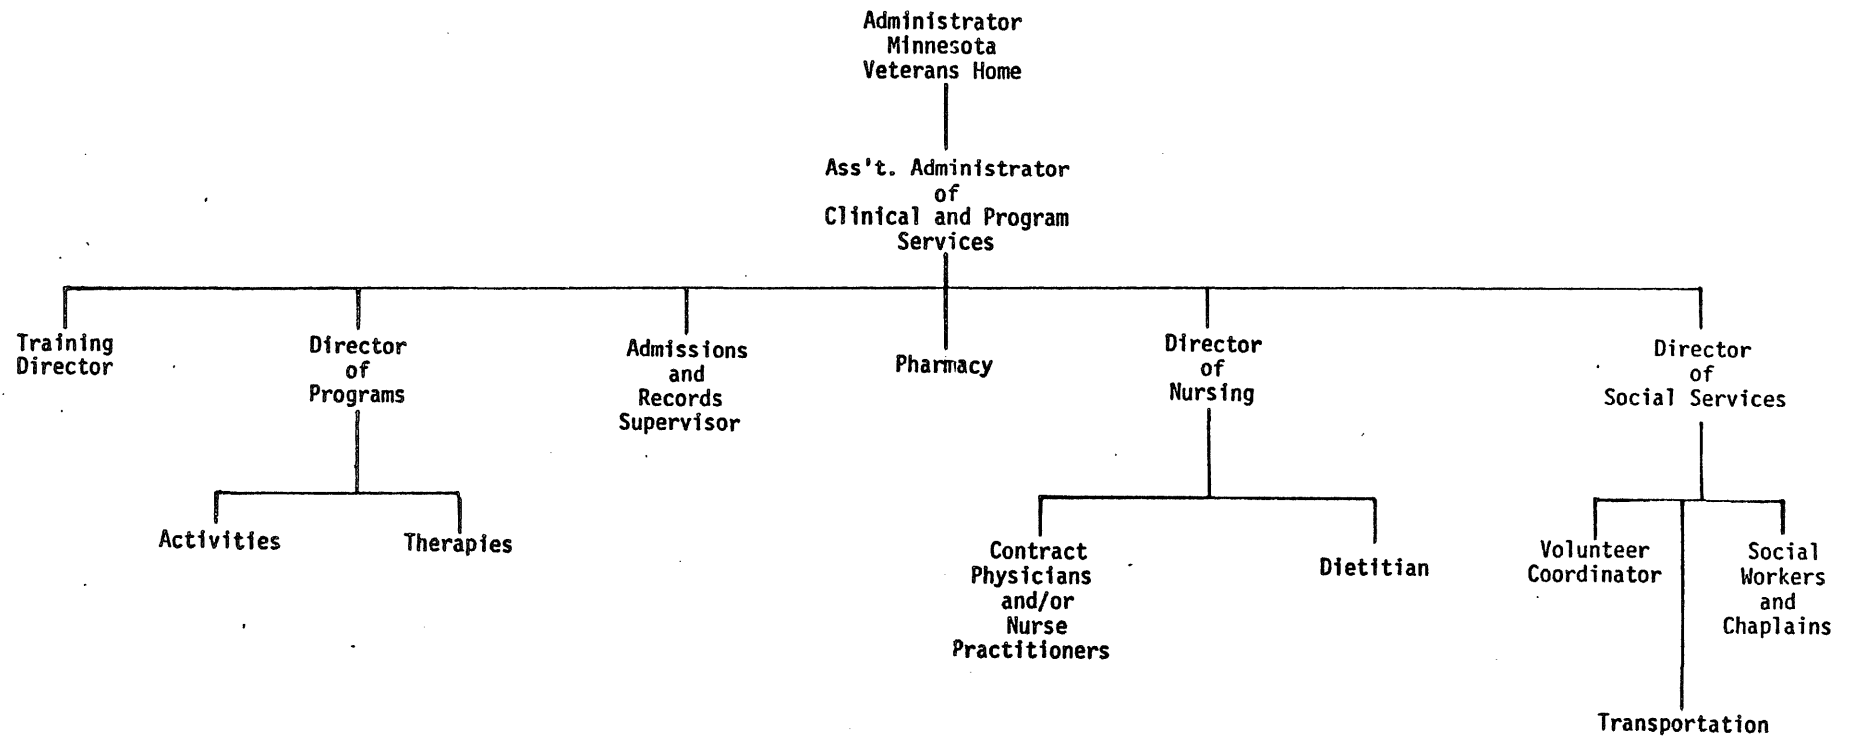 Administrator
Minnesota
Veterans Home
Ass't. Administrator
of
Clinical and Program
Services
Training
Director
Director
of
Programs
Admissions
and
Records
Supervisor
Pharmacy
Director
of
Nursing
Director
of
Social Services
Activities
Therapies
Contract
Physicians
and/or
Nurse
Practitioners
Dietitian
Volunteer
Coordinator
Social
Workers
and
Chaplains
Transportation